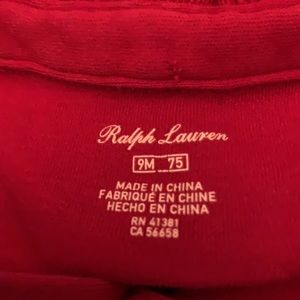 Ralph Lauren
9M 75
MADE IN CHINA
FABRIQUÉ EN CHINE
HECHO EN CHINA
RN 41381
CA 56658